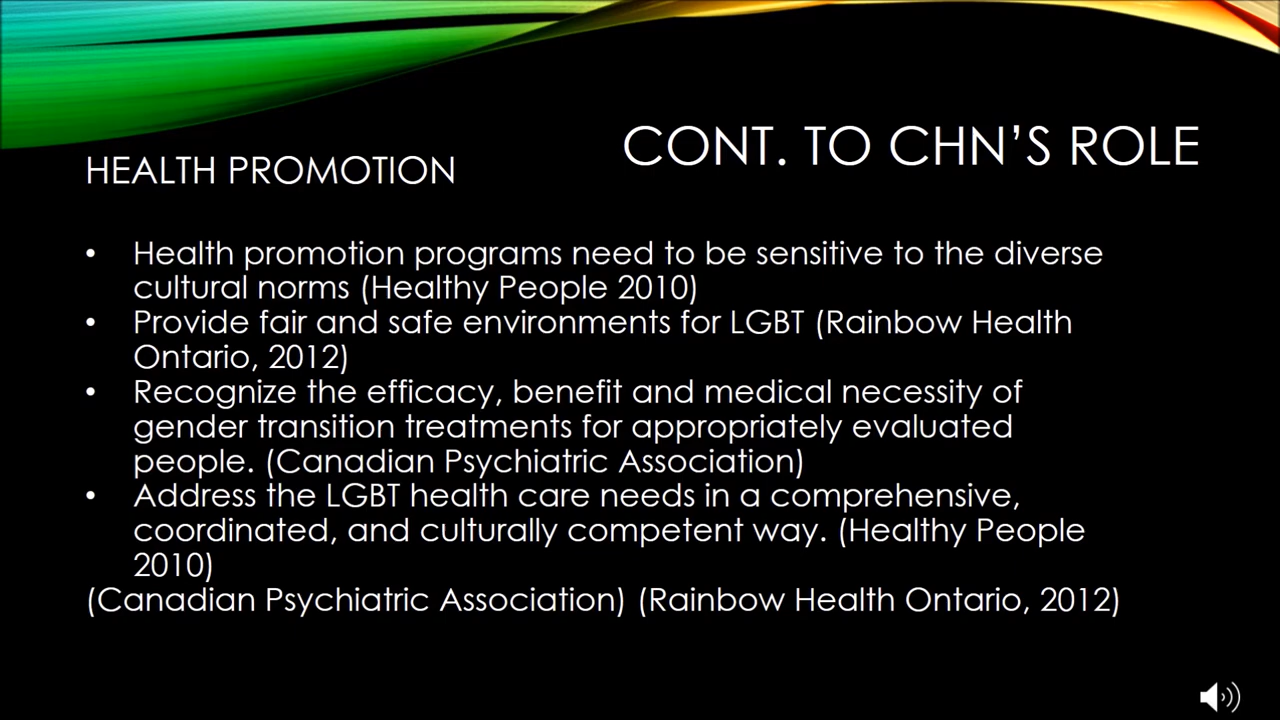 CONT. TO CHN’S ROLE
HEALTH PROMOTION
• Health promotion programs need to be sensitive to the diverse
cultural norms (Healthy People 2010)
• Provide fair and safe environments for LGBT (Rainbow Health
Ontario, 2012)
• Recognize the efficacy, benefit and medical necessity of
gender transition treatments for appropriately evaluated
people. (Canadian Psychiatric Association)
• Address the LGBT health care needs in a comprehensive,
coordinated, and culturally competent way. (Healthy People
2010)
(Canadian Psychiatric Association) (Rainbow Health Ontario, 2012)